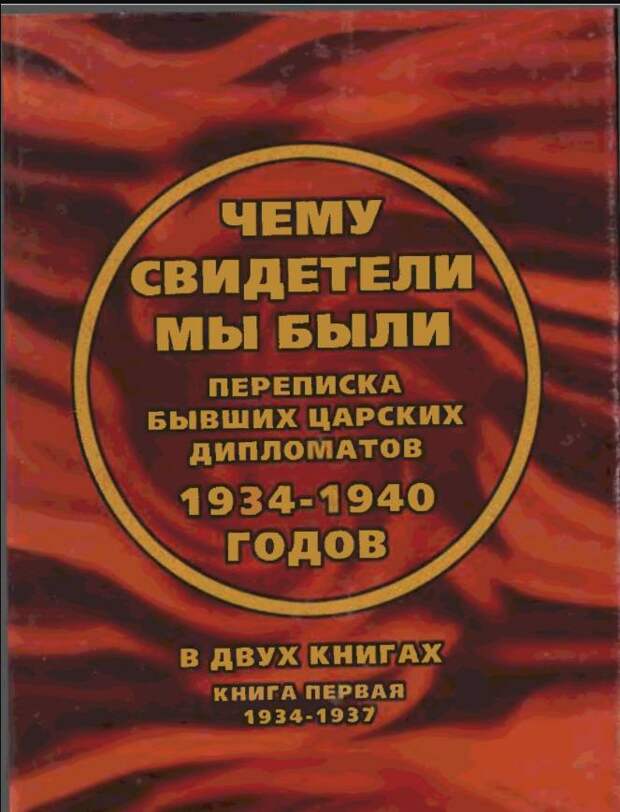 ЧЕМУ
СВИДЕТЕЛИ
МЫ БЫЛИ
ПЕРЕПИСКА
БЫВШИХ ЦАРСКИХ
ДИПЛОМАТОВ
1934-1940
ГОДОВ
В ДВУХ КНИГАХ
КНИГА ПЕРВАЯ
1934-1937